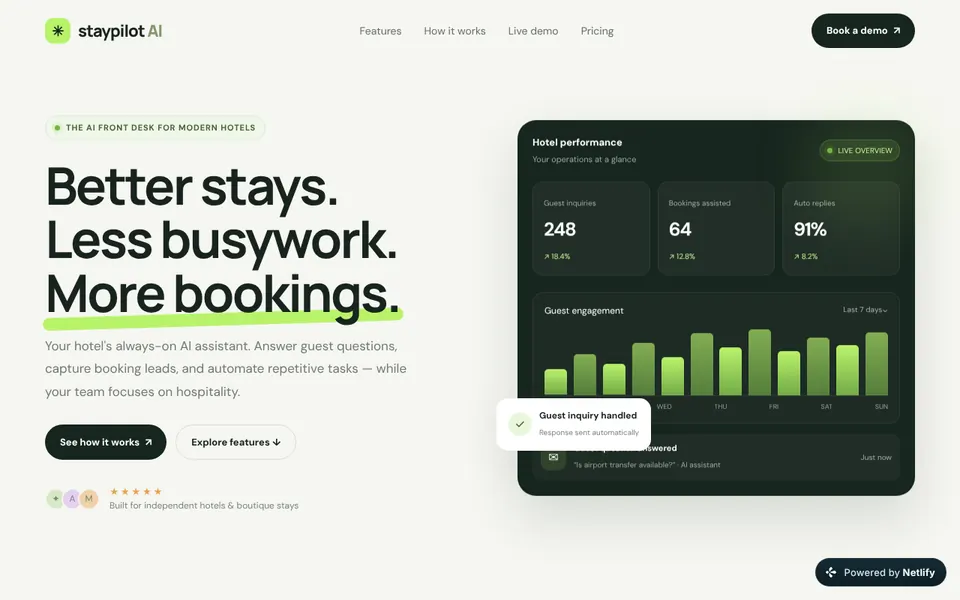 staypilot AI
Features
How it works
Live demo
Pricing
Book a demo ↗
THE AI FRONT DESK FOR MODERN HOTELS
Better stays.
Less busywork.
More bookings.
Your hotel's always-on AI assistant. Answer guest questions,
capture booking leads, and automate repetitive tasks — while
your team focuses on hospitality.
See how it works ↗
Explore features ↓
A
M
★★★★★
Built for independent hotels & boutique stays
Hotel performance
Your operations at a glance
LIVE OVERVIEW
Guest inquiries
248
↗ 18.4%
Bookings assisted
64
↗ 12.8%
Auto replies
91%
↗ 8.2%
Guest engagement
Last 7 days
WED
THU
FRI
SAT
SUN
Guest inquiry handled
Response sent automatically
answered
"Is airport transfer available?" · AI assistant
Just now
Powered by Netlify